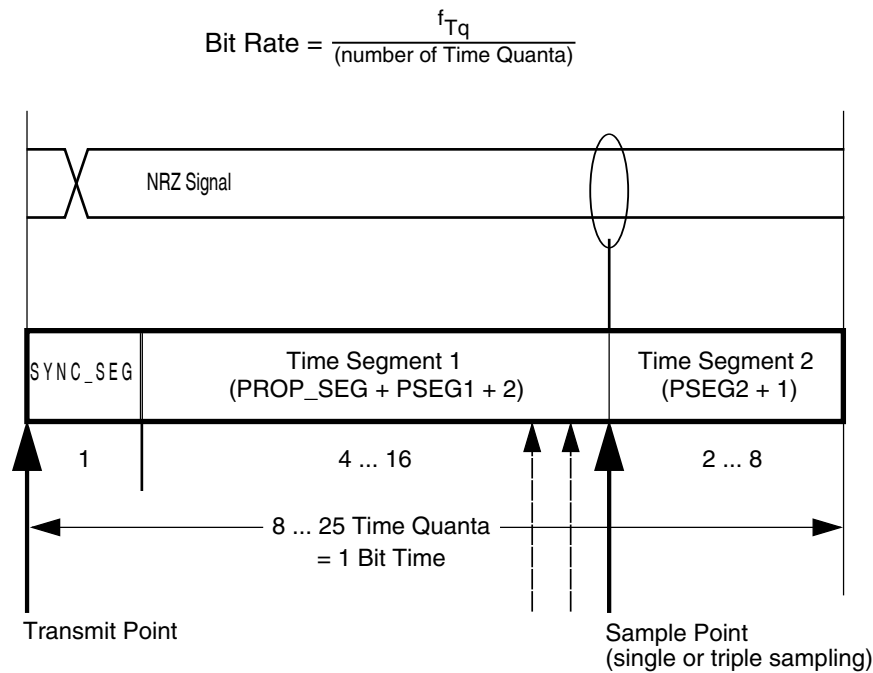 Bit Rate = fTq
(number of Time Quanta)
NRZ Signal
SYNC_SEG
Time Segment 1
(PROP_SEG + PSEG1 + 2)
Time Segment 2
(PSEG2 + 1)
1
4 ... 16
2 ... 8
8 ... 25 Time Quanta
= 1 Bit Time
Transmit Point
Sample Point
(single or triple sampling)